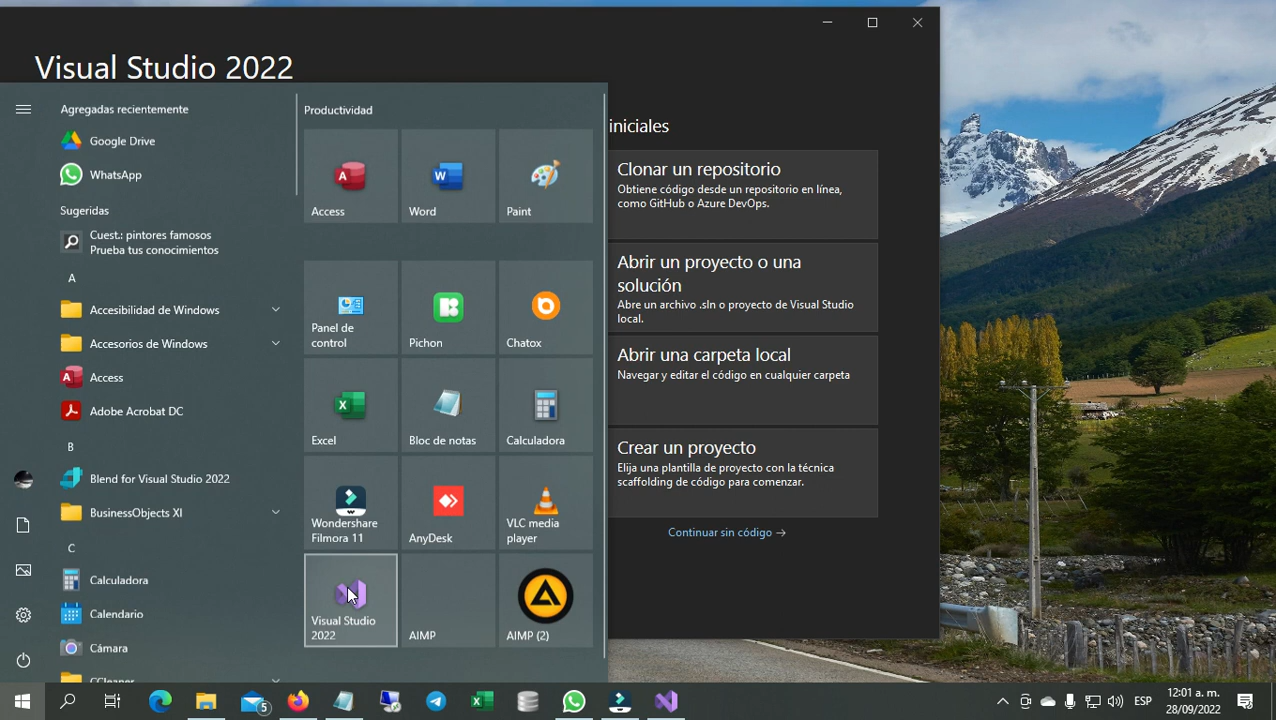 Visual Studio 2022
Agregadas recientemente
Google Drive
WhatsApp
Sugeridas
Cuest.: pintores famosos
Prueba tus conocimientos
A
Accesibilidad de Windows
Accesorios de Windows
Access
Adobe Acrobat DC
B
Blend for Visual Studio 2022
BusinessObjects XI
C
Calculadora
Calendario
Cámara
CCleaner
Productividad
Access
Word
Paint
Panel de
control
Pichon
Chatox
Excel
Bloc de notas
Calculadora
Wondershare
Filmora 11
AnyDesk
VLC media
player
Visual Studio
2022
AIMP
AIMP (2)
iniciales
Clonar un repositorio
Obtiene código desde un repositorio en línea,
como GitHub o Azure DevOps.
Abrir un proyecto o una
solución
Abre un archivo .sln o proyecto de Visual Studio
local.
Abrir una carpeta local
Navegar y editar el código en cualquier carpeta
Crear un proyecto
Elija una plantilla de proyecto con la técnica
scaffolding de código para comenzar.
Continuar sin código →
5
ESP
12:01 a. m.
28/09/2022